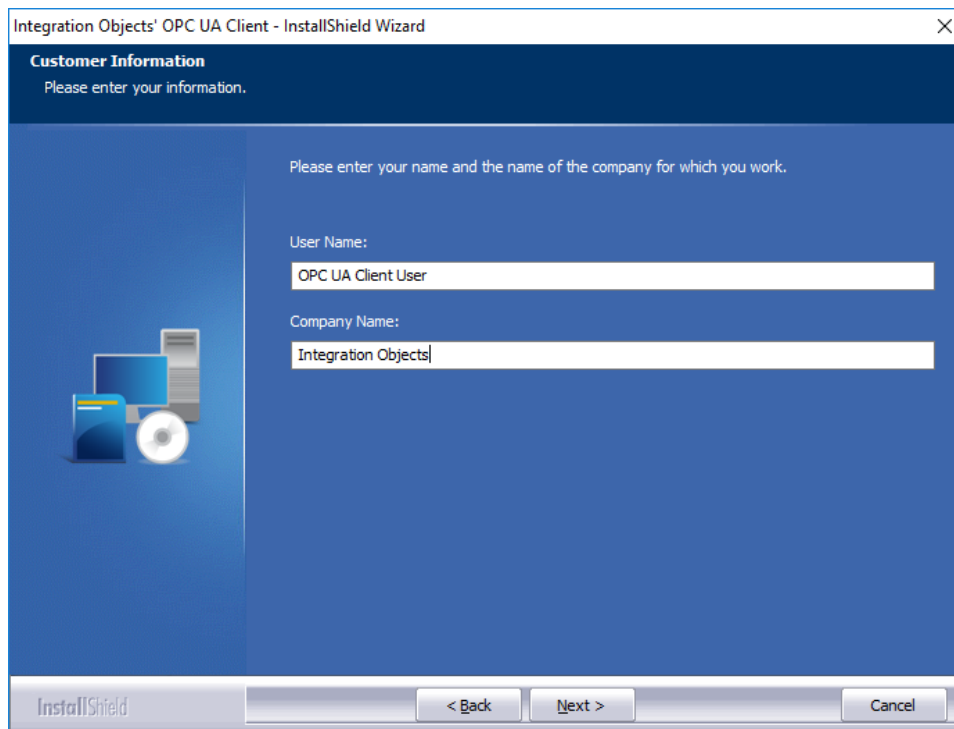 Integration Objects' OPC UA Client - InstallShield Wizard
Customer Information
Please enter your information.
Please enter your name and the name of the company for which you work.
User Name:
OPC UA Client User
Company Name:
Integration Objects
InstallShield
< Back
Next >
Cancel